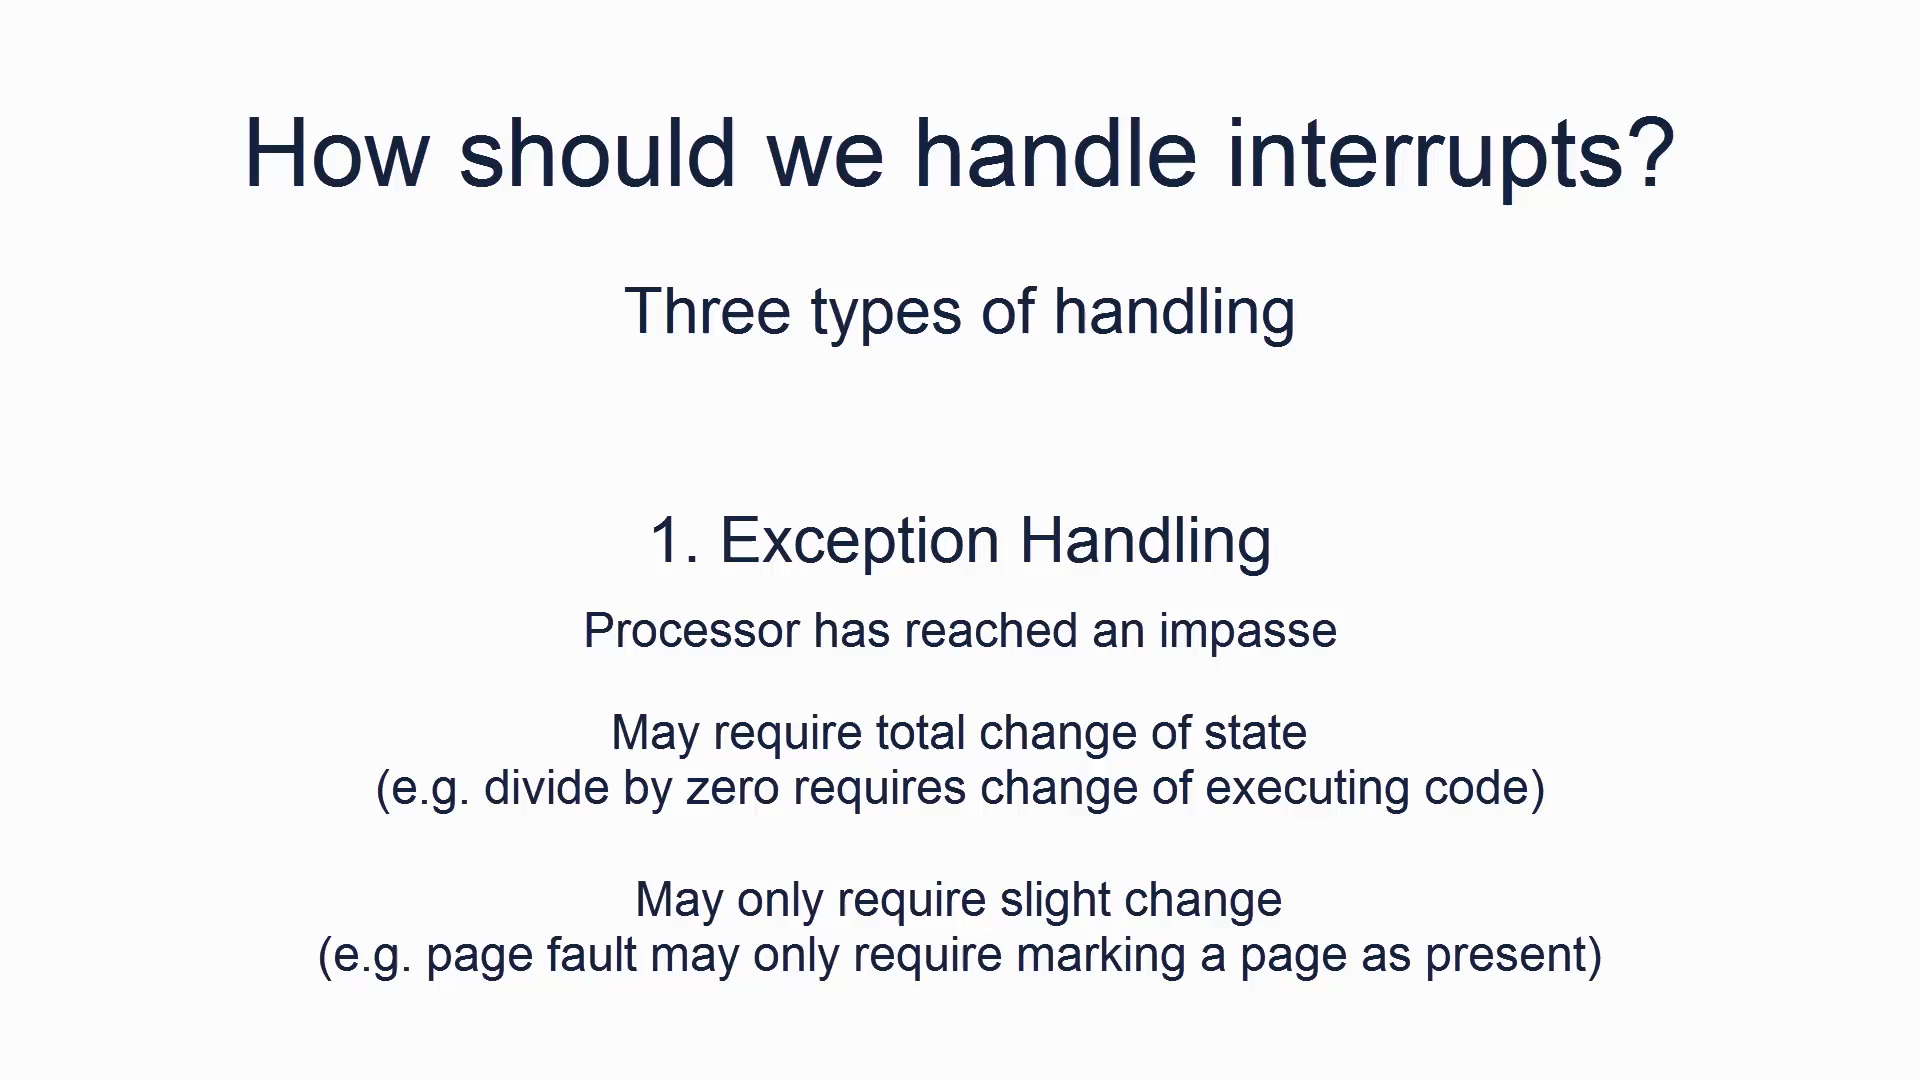 How should we handle interrupts?
Three types of handling
1. Exception Handling
Processor has reached an impasse
May require total change of state
(e.g. divide by zero requires change of executing code)
May only require slight change
(e.g. page fault may only require marking a page as present)